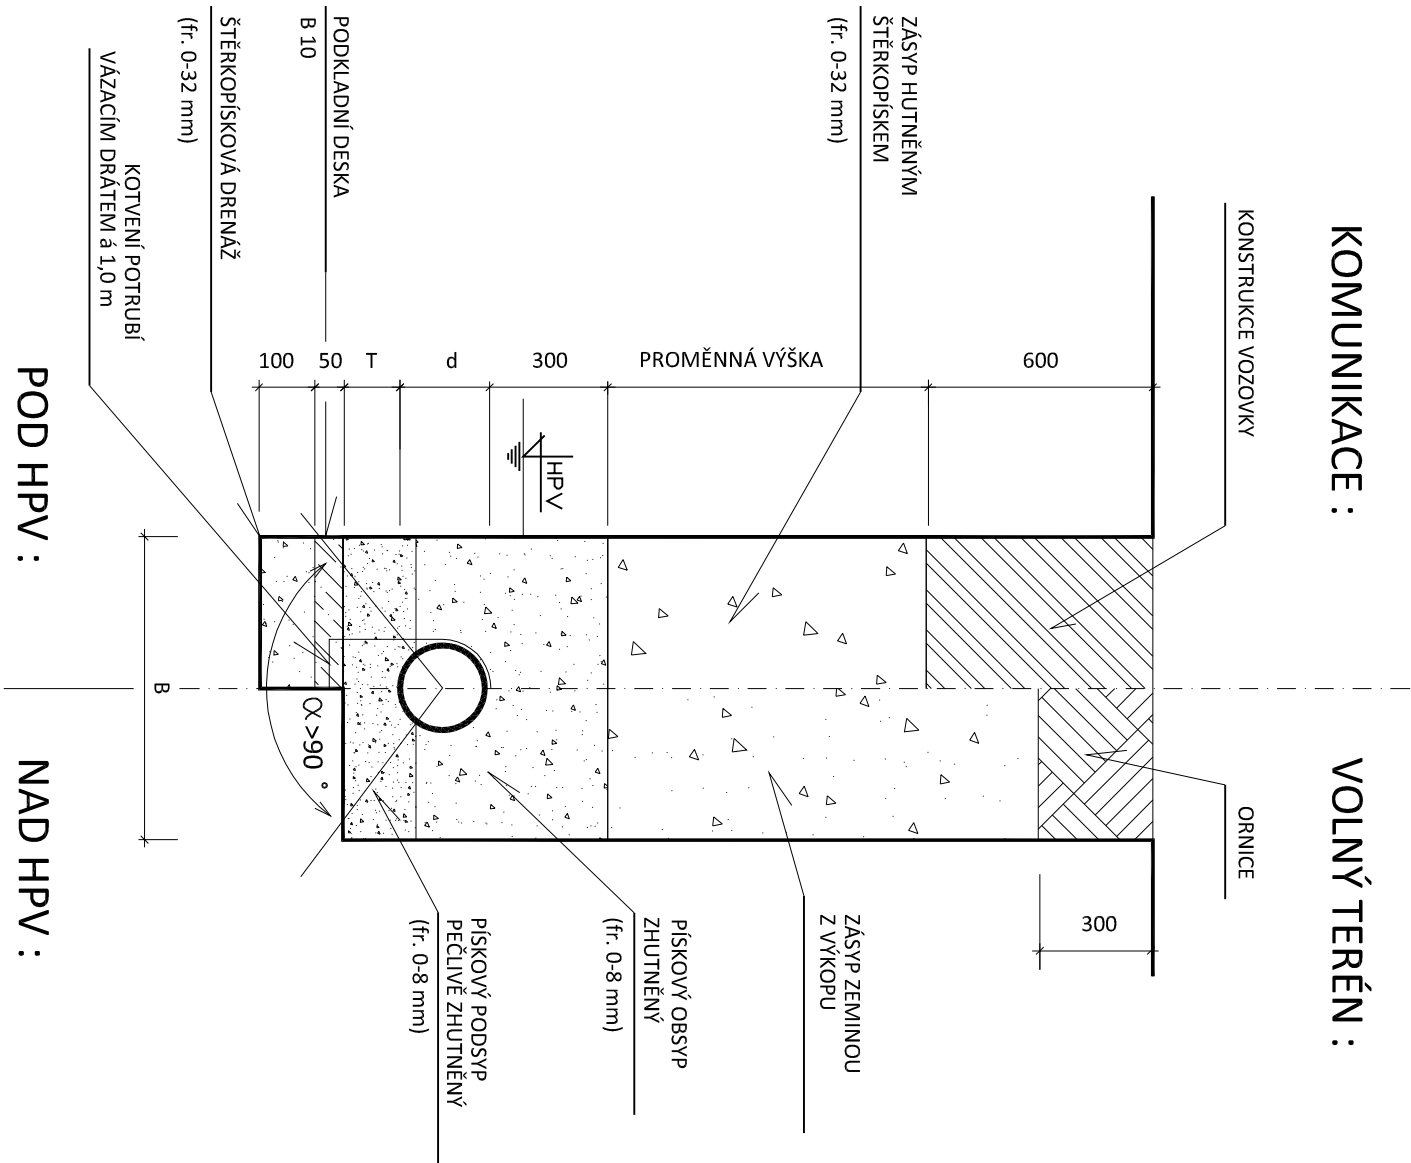 KOMUNIKACE :
VOLNÝ TERÉN :
KONSTRUKCE VOZOVKY
ORNICE
ZÁSYP HUTNĚNÝM
ŠTĚRKOPÍSKEM
(fr. 0-32 mm)
ZÁSYP ZEMINOU
Z VÝKOPU
PÍSKOVÝ OBSYP
ZHUTNĚNÝ
(fr. 0-8 mm)
PÍSKOVÝ PODSYP
PEČLIVĚ ZHUTNĚNÝ
(fr. 0-8 mm)
PODKLADNÍ DESKA
B 10
ŠTĚRKOPÍSKOVÁ DRENÁŽ
(fr. 0-32 mm)
KOTVENÍ POTRUBÍ
VÁZACÍM DRÁTEM á 1,0 m
600
PROMĚNNÁ VÝŠKA
300
d
T
50
100
300
HPV
α >90 °
B
POD HPV :
NAD HPV :